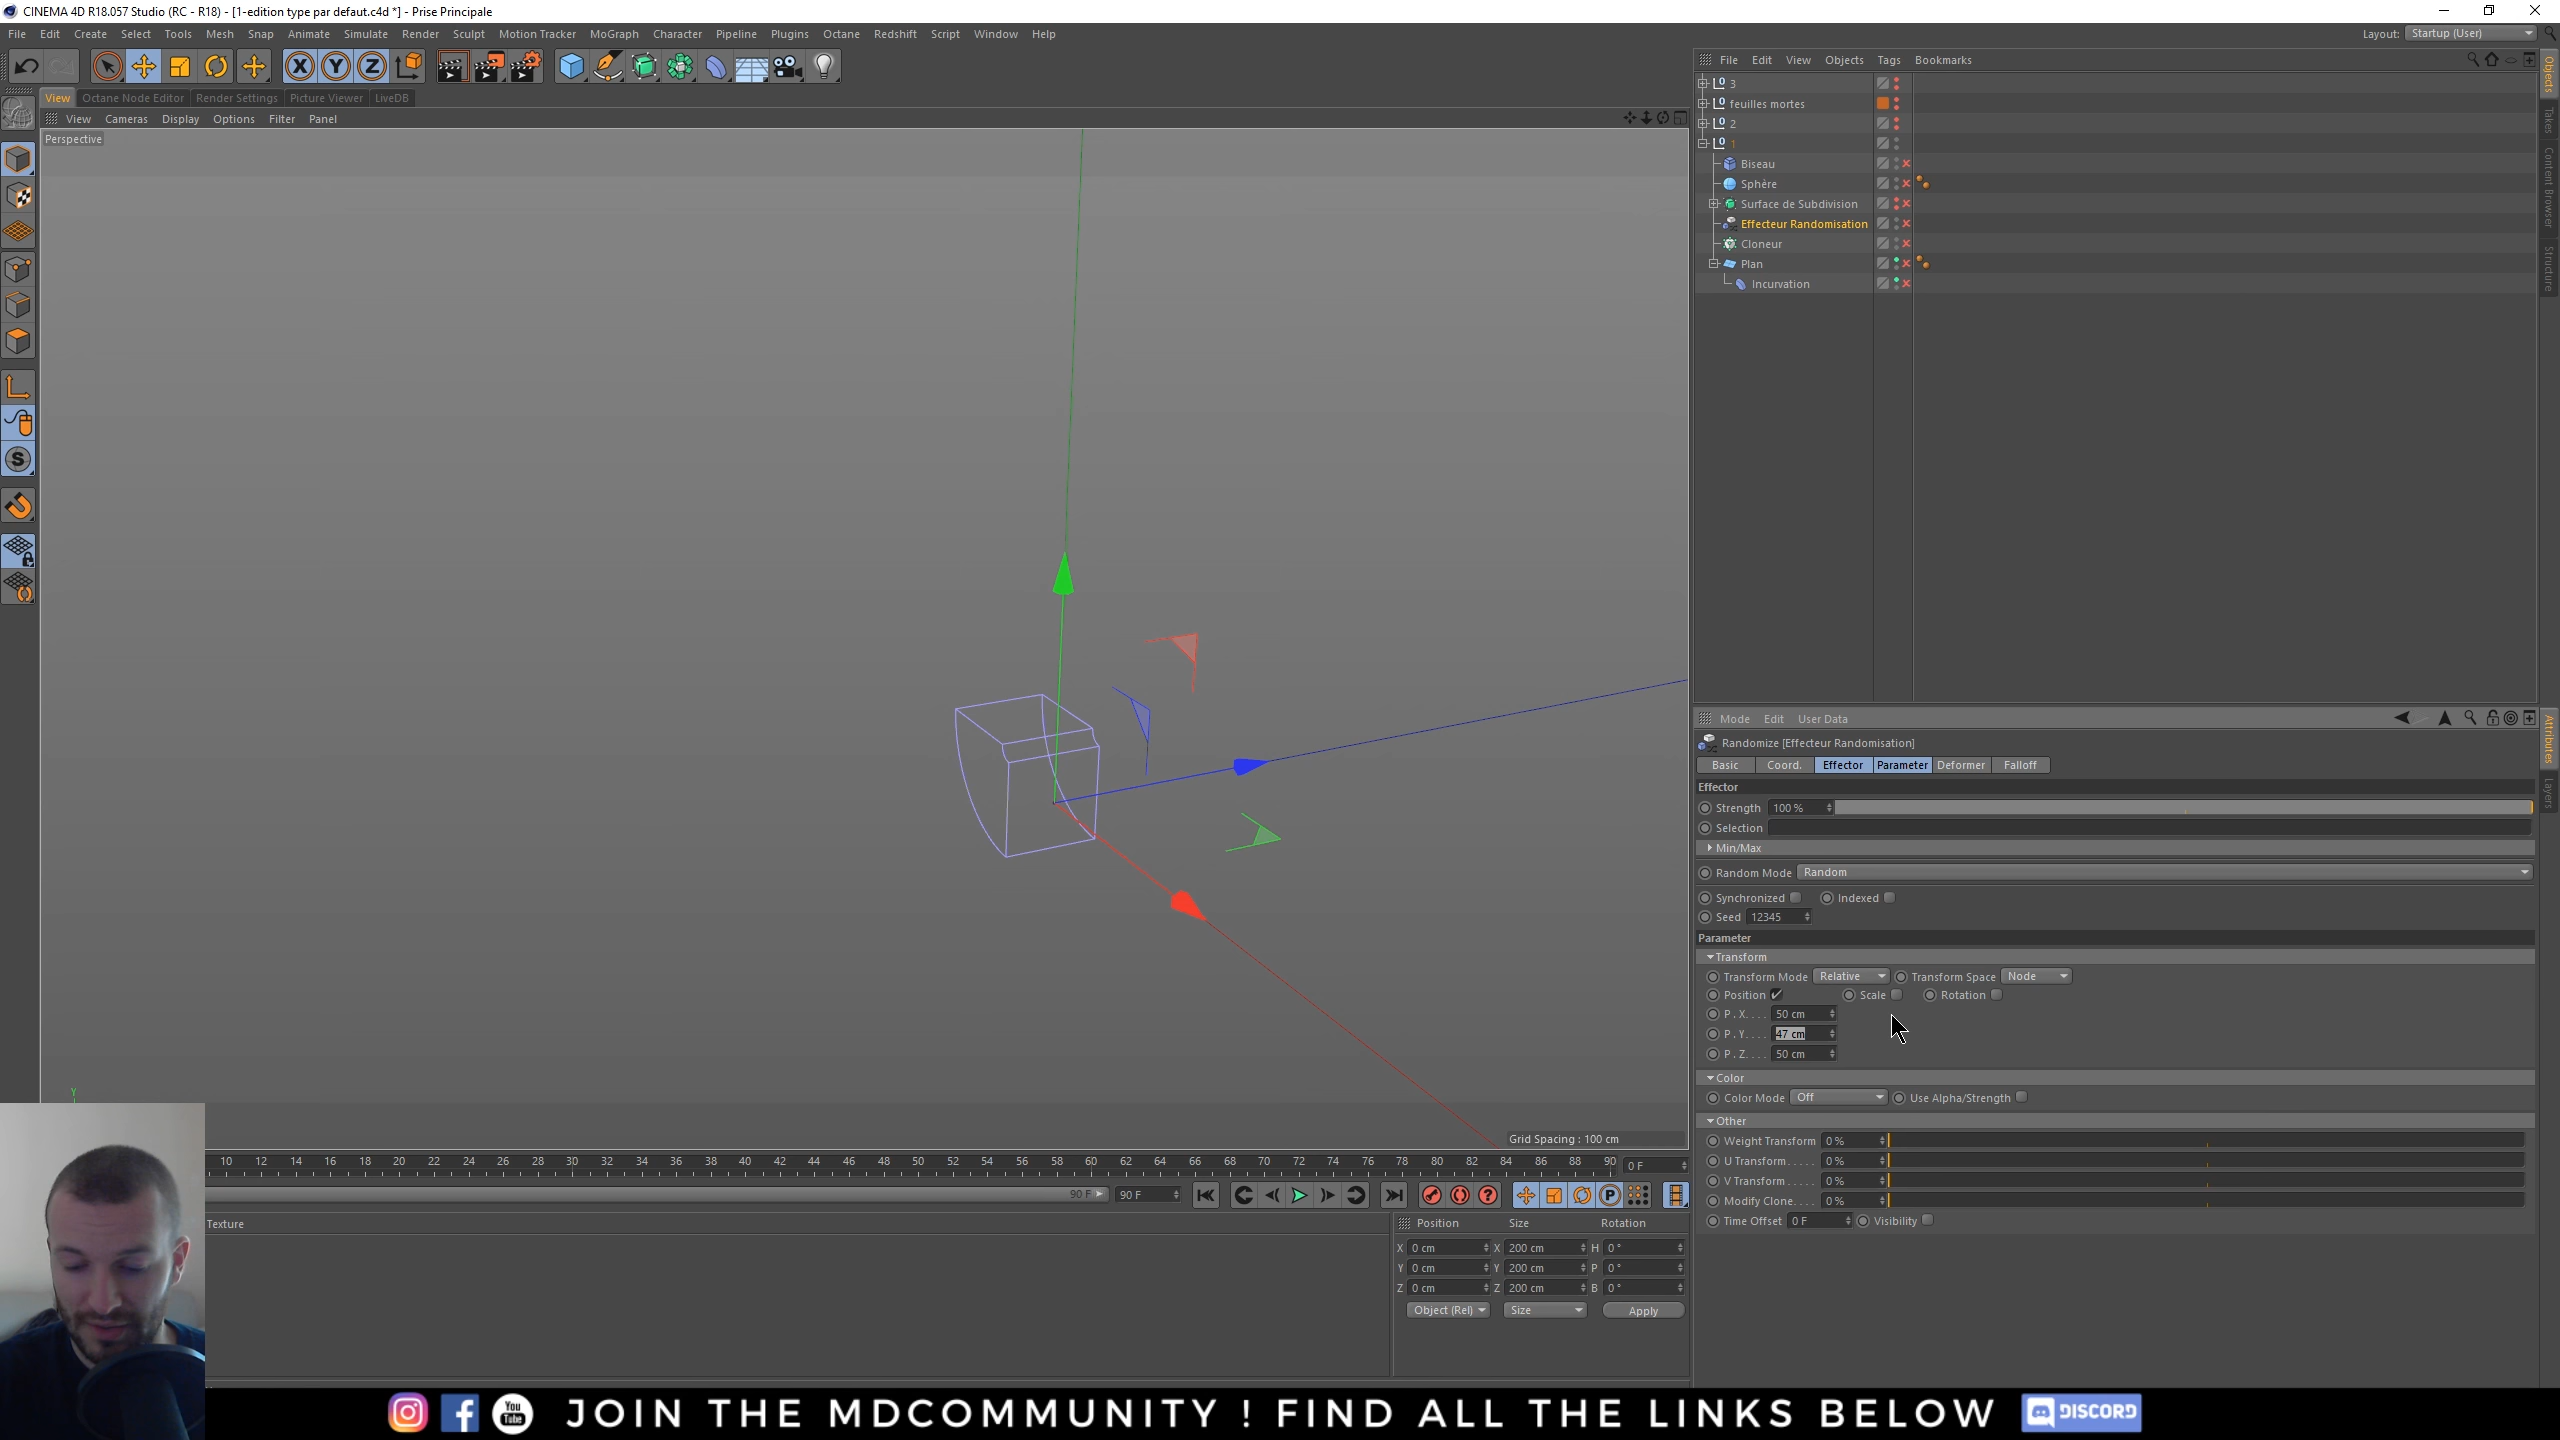 CINEMA 4D R18.057 Studio (RC - R18) - [1-edition type par defaut.c4d *] - Prise Principale
File Edit Create Select Tools Mesh Snap Animate Simulate Render Sculpt Motion Tracker MoGraph Character Pipeline Plugins Octane Redshift Script Window Help
Layout: Startup (User)
View Octane Node Editor Render Settings Picture Viewer LiveDB
View Cameras Display Options Filter Panel
Perspective
Y
Grid Spacing : 100 cm
10 12 14 16 18 20 22 24 26 28 30 32 34 36 38 40 42 44 46 48 50 52 54 56 58 60 62 64 66 68 70 72 74 76 78 80 82 84 86 88 90
0 F
90 F
90 F
Texture
Position Size Rotation
X 0 cm X 200 cm H 0 °
Y 0 cm Y 200 cm P 0 °
Z 0 cm Z 200 cm B 0 °
Object (Rel) Size Apply
File Edit View Objects Tags Bookmarks
3
feuilles mortes
2
1
Biseau
Sphère
Surface de Subdivision
Effecteur Randomisation
Cloneur
Plan
Incurvation
Objects
Takes
Content Browser
Structure
Mode Edit User Data
Randomize [Effecteur Randomisation]
Basic Coord. Effector Parameter Deformer Falloff
Effector
Strength 100 %
Selection
Min/Max
Random Mode Random
Synchronized Indexed
Seed 12345
Parameter
Transform
Transform Mode Relative Transform Space Node
Position Scale Rotation
P . X. . . . 50 cm
P . Y. . . . 47 cm
P . Z. . . . 50 cm
Color
Color Mode Off Use Alpha/Strength
Other
Weight Transform 0 %
U Transform. . . . . 0 %
V Transform. . . . . 0 %
Modify Clone. . . . 0 %
Time Offset 0 F Visibility
Attributes
Layers
You
Tube
JOIN THE MDCOMMUNITY ! FIND ALL THE LINKS BELOW
DISCORD